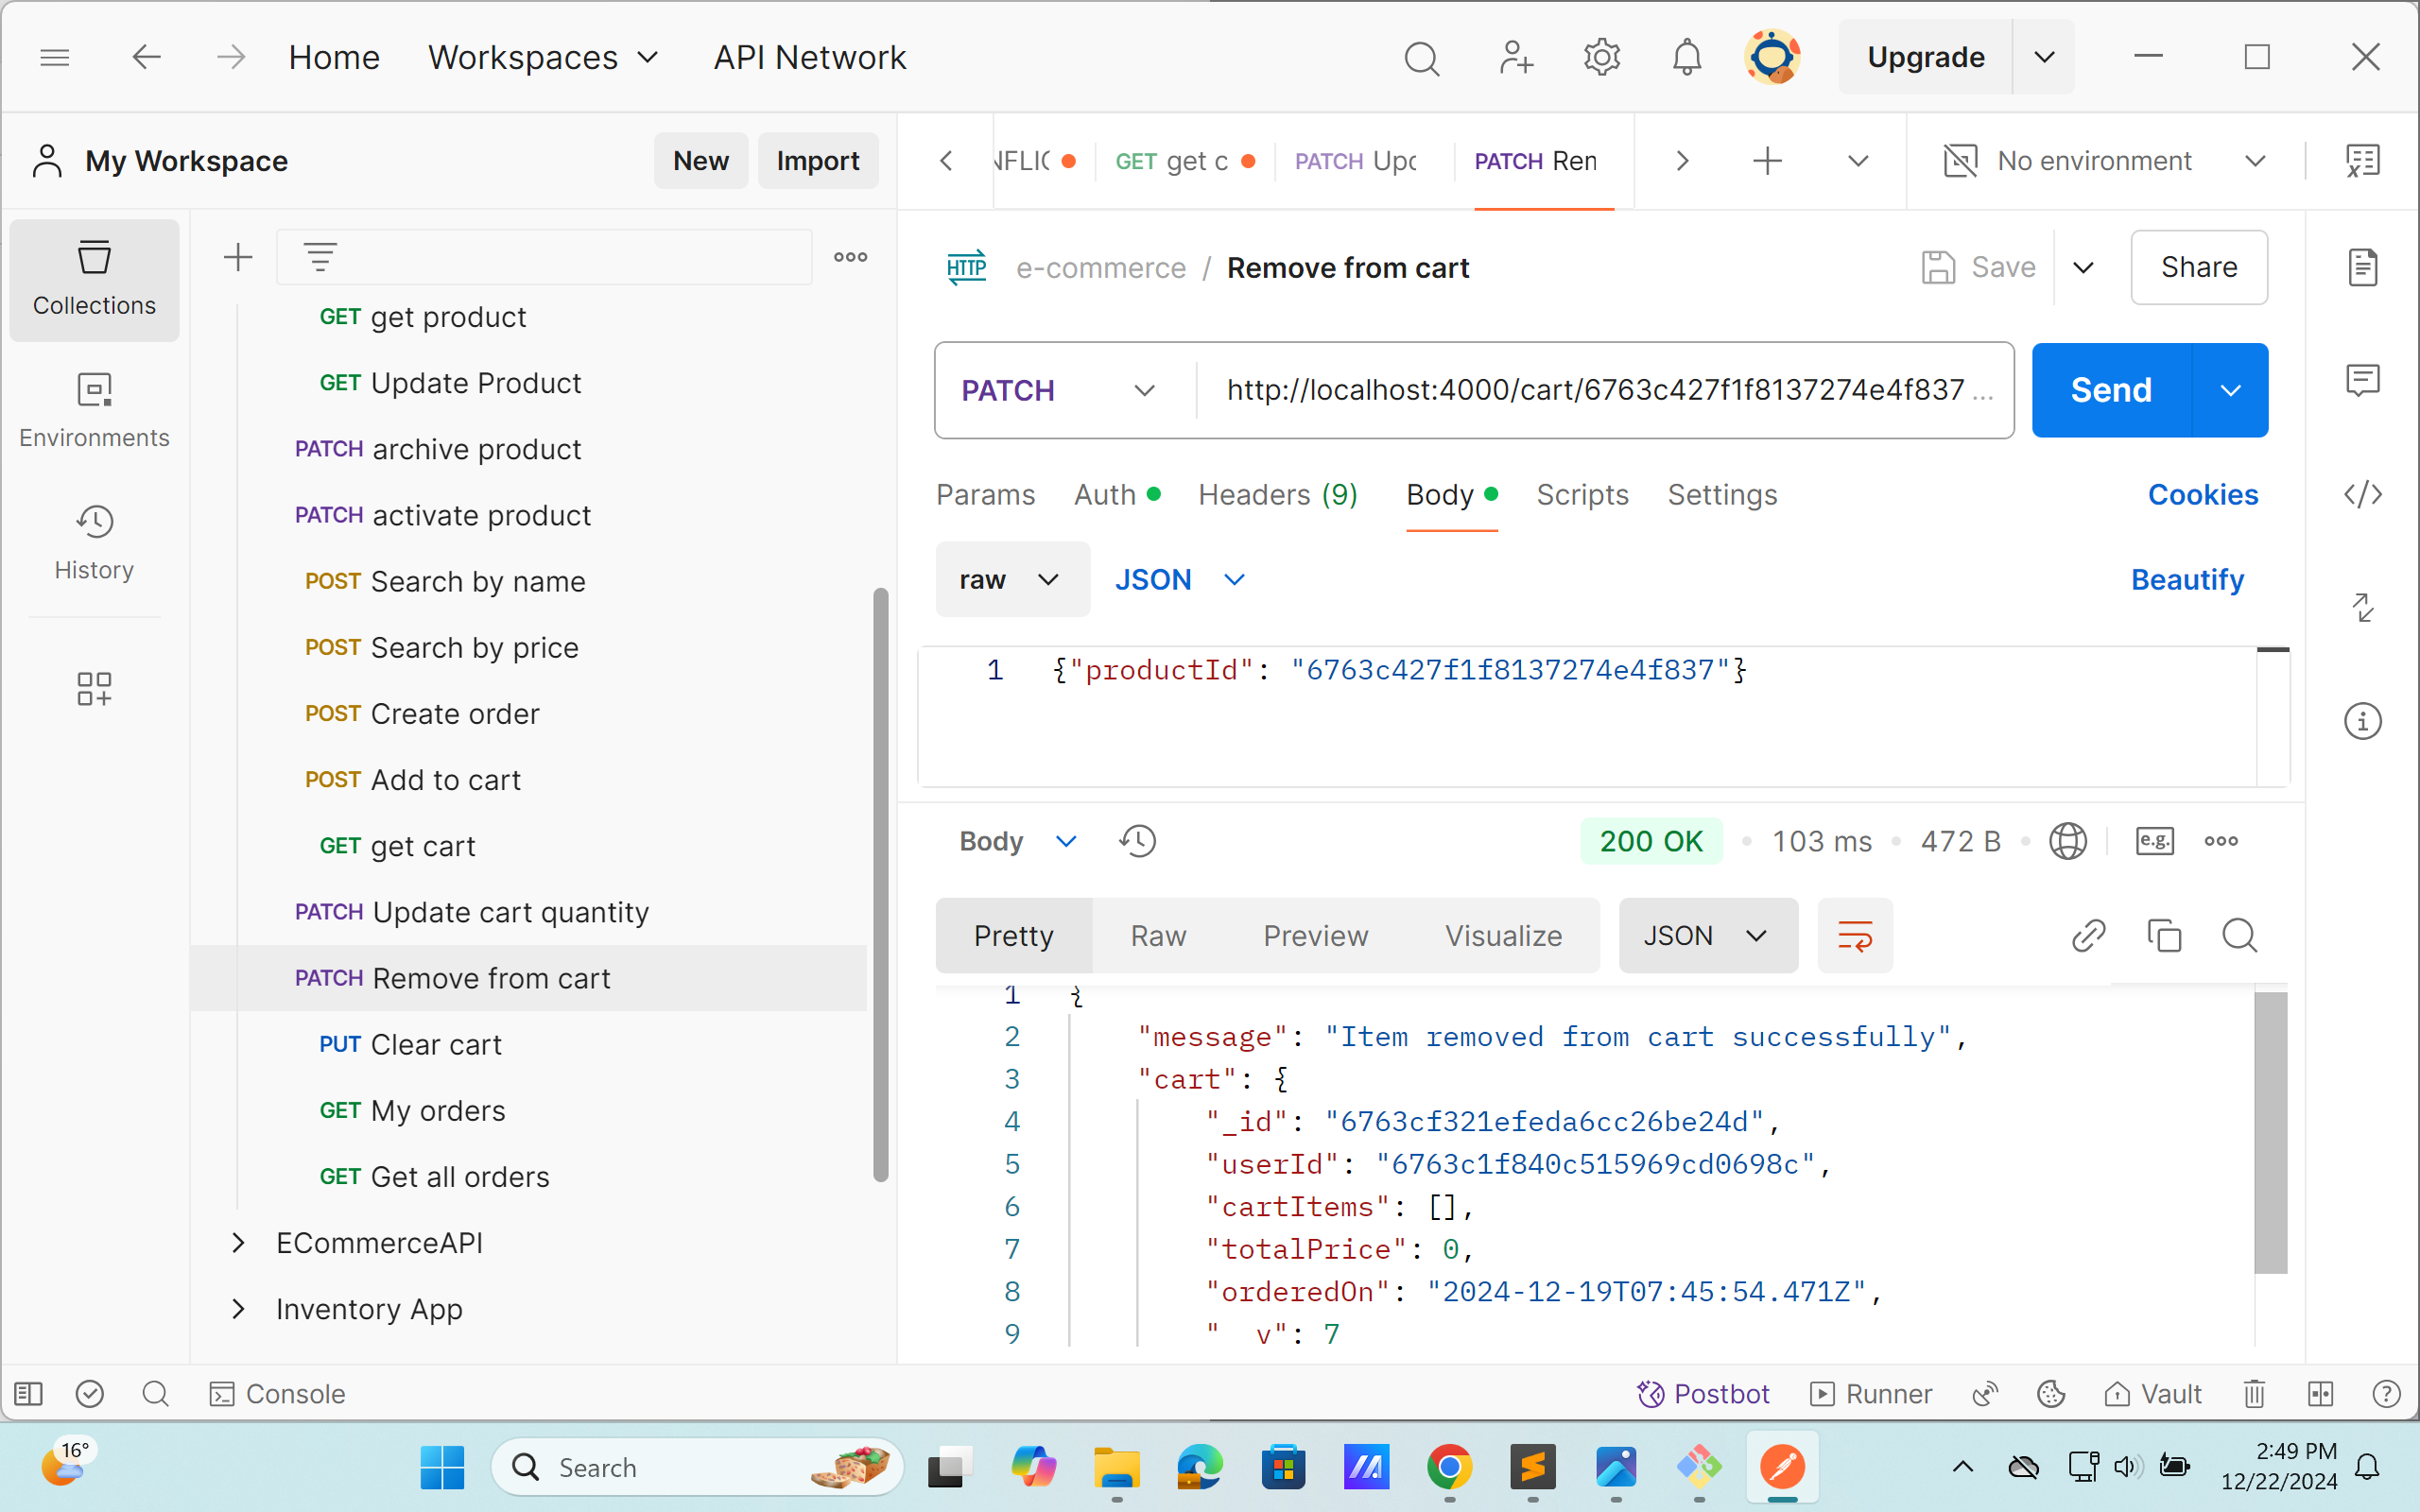 Home Workspaces API Network Upgrade
My Workspace New Import
NFLIC GET get c PATCH Upc PATCH Ren No environment
Collections
Environments
History
GET get product
GET Update Product
PATCH archive product
PATCH activate product
POST Search by name
POST Search by price
POST Create order
POST Add to cart
GET get cart
PATCH Update cart quantity
PATCH Remove from cart
PUT Clear cart
GET My orders
GET Get all orders
ECommerceAPI
Inventory App
HTTP e-commerce / Remove from cart Save Share
PATCH http://localhost:4000/cart/6763c427f1f8137274e4f837 ... Send
Params Auth Headers (9) Body Scripts Settings Cookies
raw JSON Beautify
1 {"productId": "6763c427f1f8137274e4f837"}
Body 200 OK 103 ms 472 B e.g.
Pretty Raw Preview Visualize JSON
1 {
2 "message": "Item removed from cart successfully",
3 "cart": {
4 "_id": "6763cf321efeda6cc26be24d",
5 "userId": "6763c1f840c515969cd0698c",
6 "cartItems": [],
7 "totalPrice": 0,
8 "orderedOn": "2024-12-19T07:45:54.471Z",
9 "__v": 7
Console Postbot Runner Vault
16° Search 2:49 PM
12/22/2024